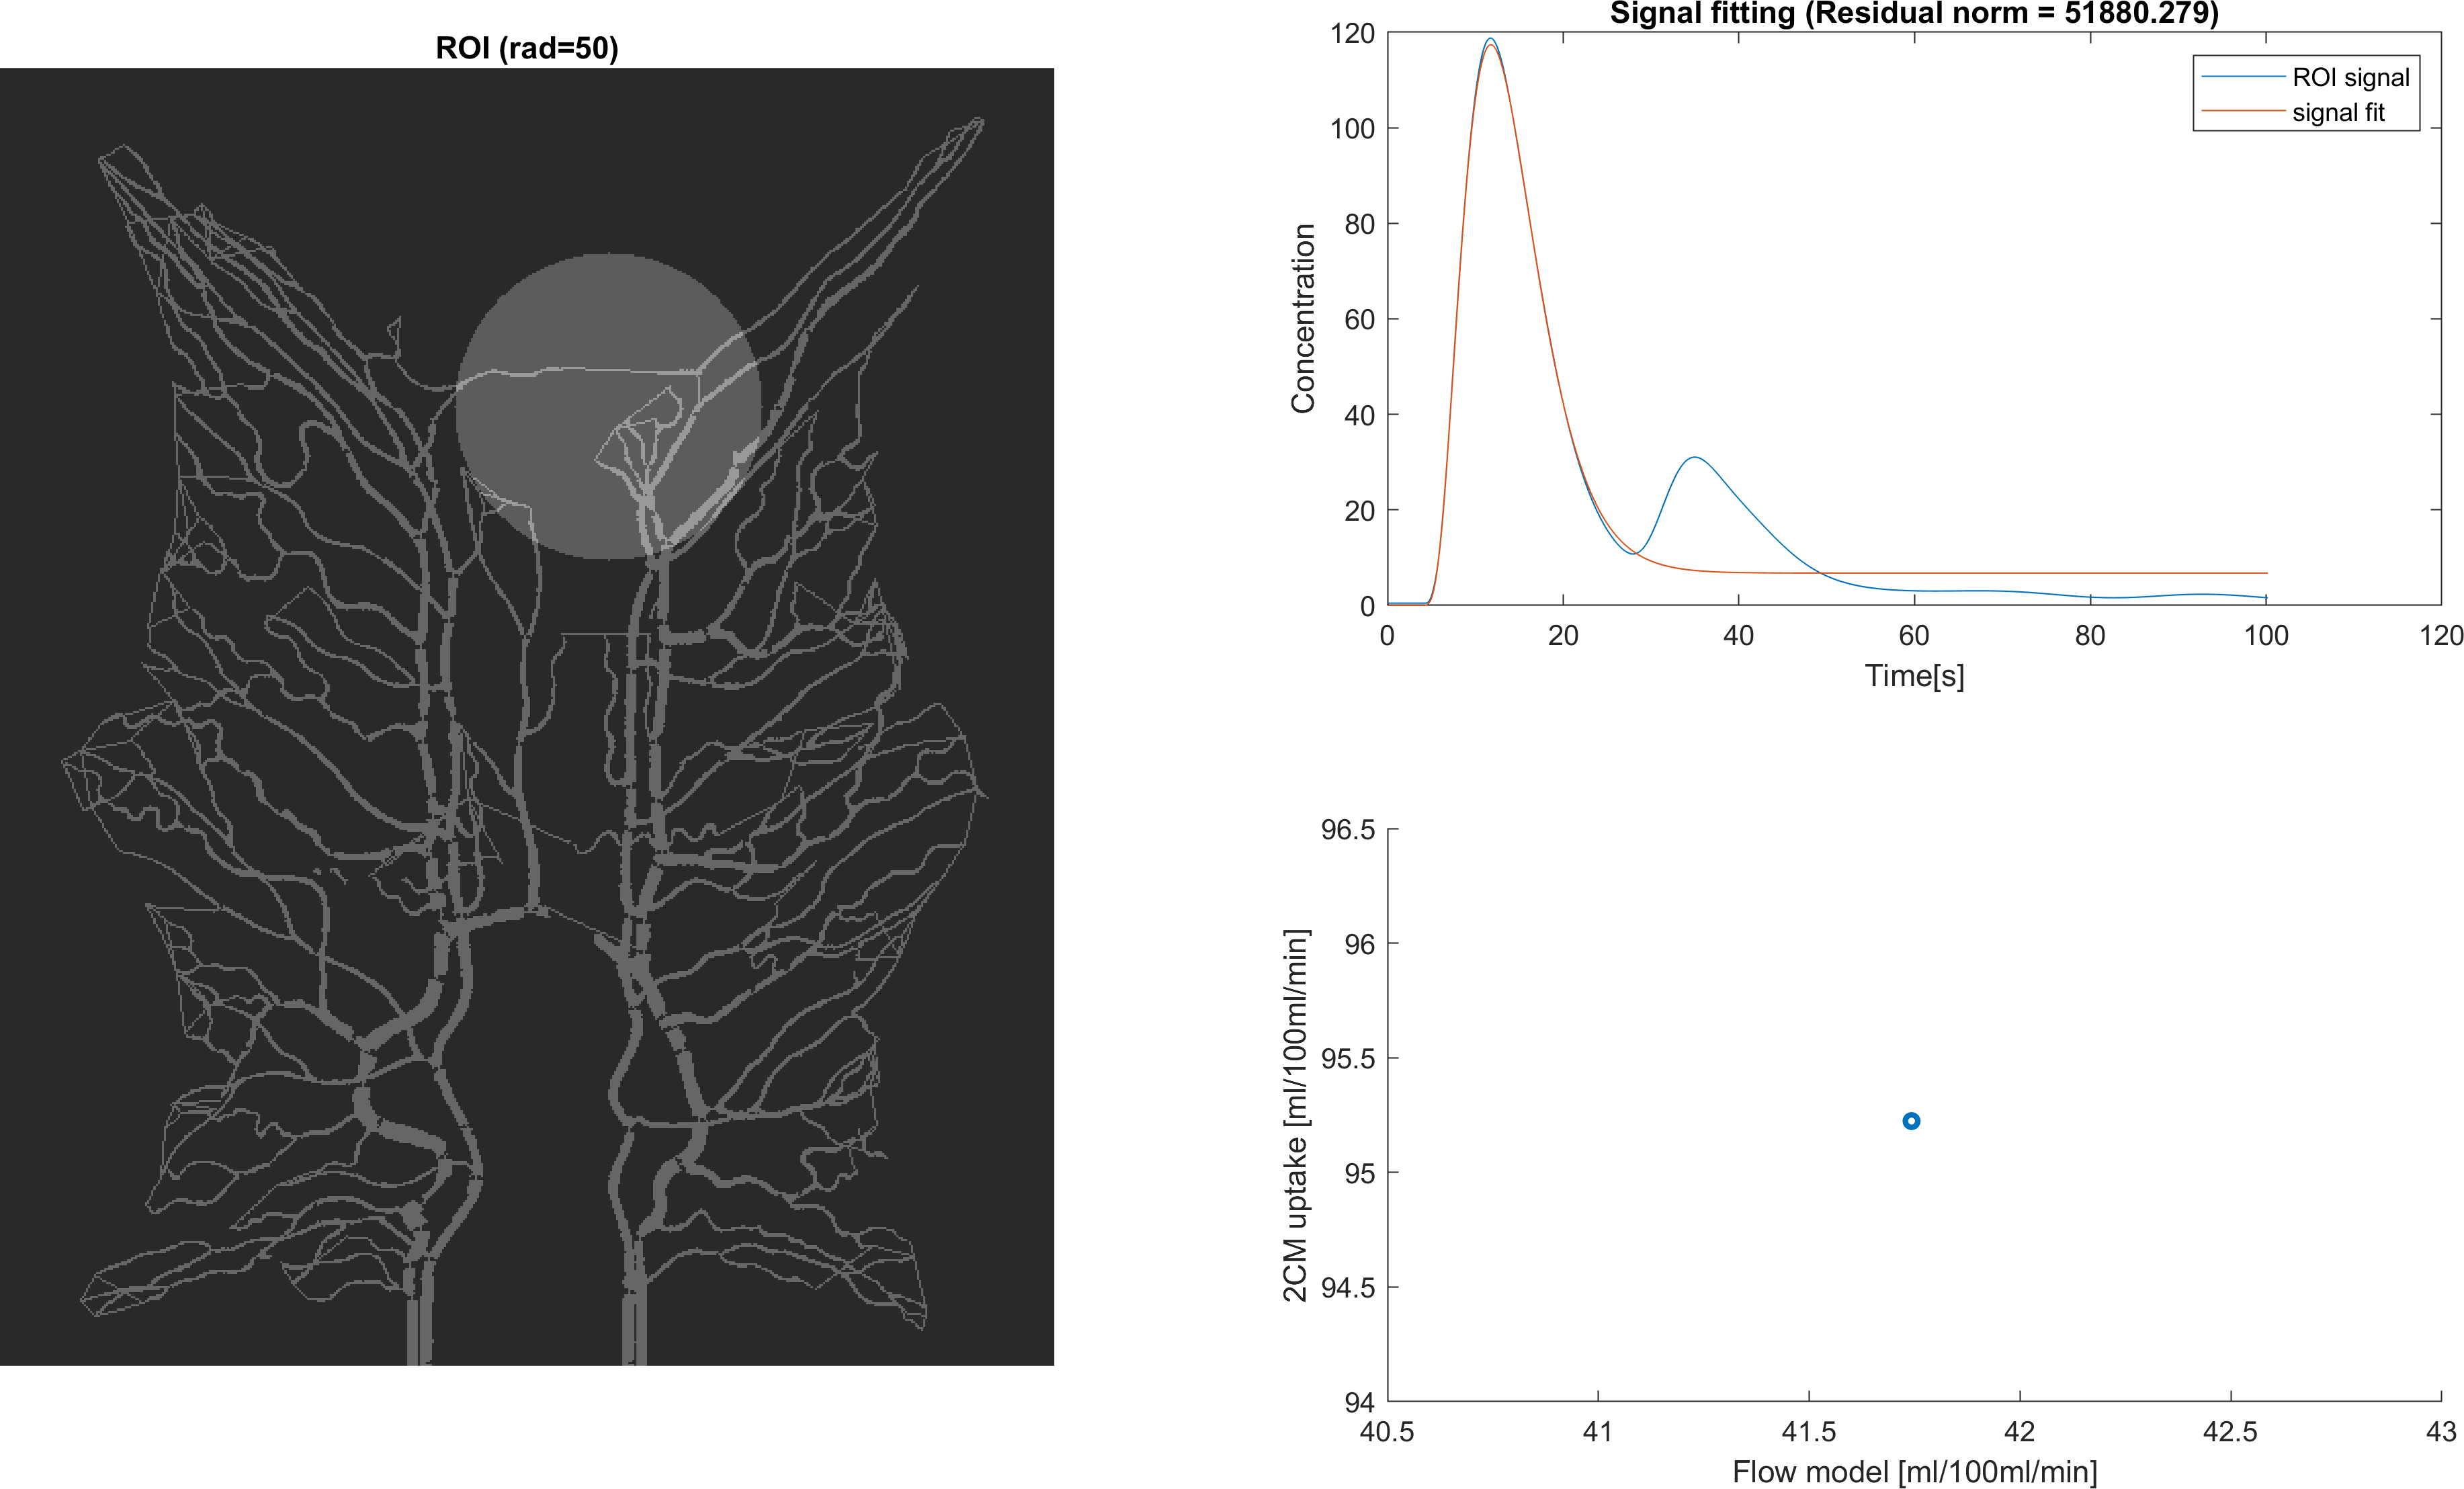 ROI (rad=50)
Signal fitting (Residual norm = 51880.279)
120
100
80
60
40
20
0
Concentration
ROI signal
signal fit
0 20 40 60 80 100 120
Time[s]
96.5
96
95.5
95
94.5
94
2CM uptake [ml/100ml/min]
40.5 41 41.5 42 42.5 43
Flow model [ml/100ml/min]